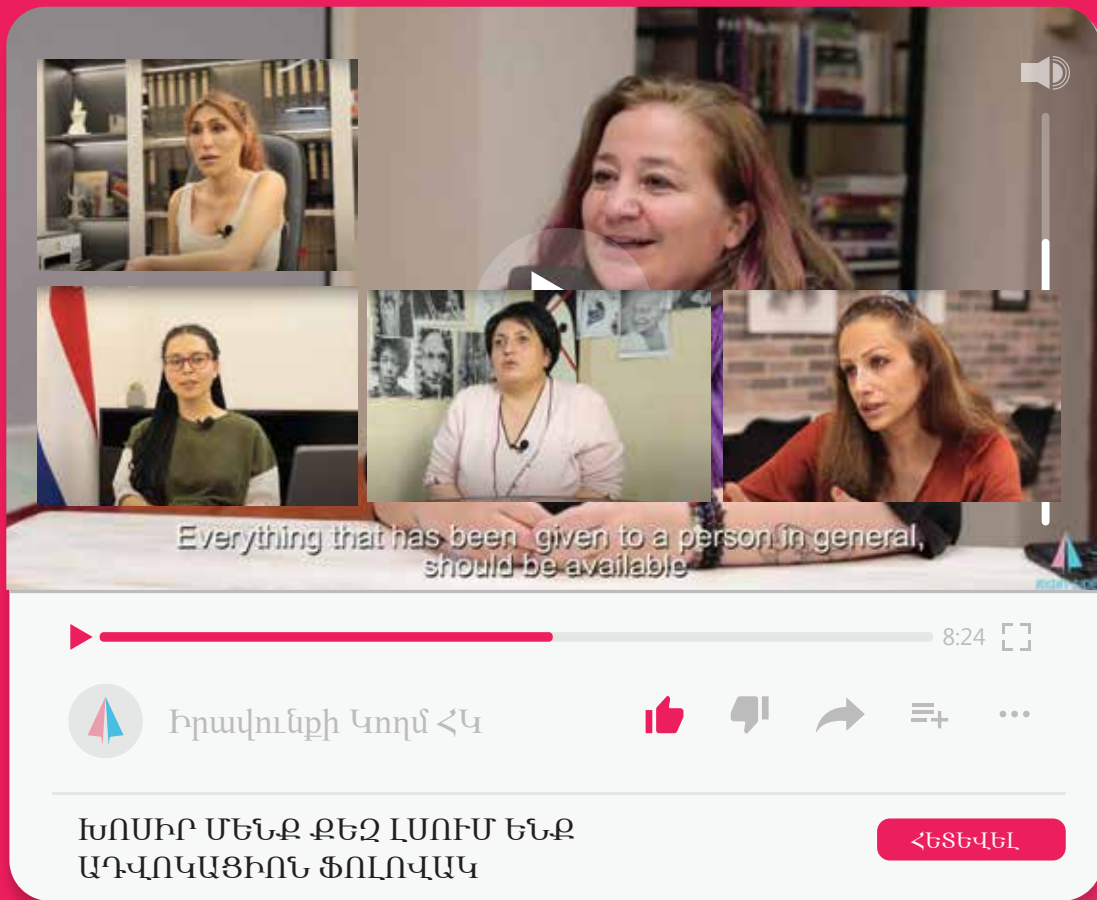 Everything that has been given to a person in general,
should be available
8:24
Իրավունքի Կողմ ՀԿ
ԽՈՍԻՐ ՄԵՆՔ ՔԵԶ ԼՍՈՒՄ ԵՆՔ
ԱԴՎՈԿԱՑԻՈՆ ՖՈԼՈՎԱԿ
ՀԵՏԵՎԵԼ